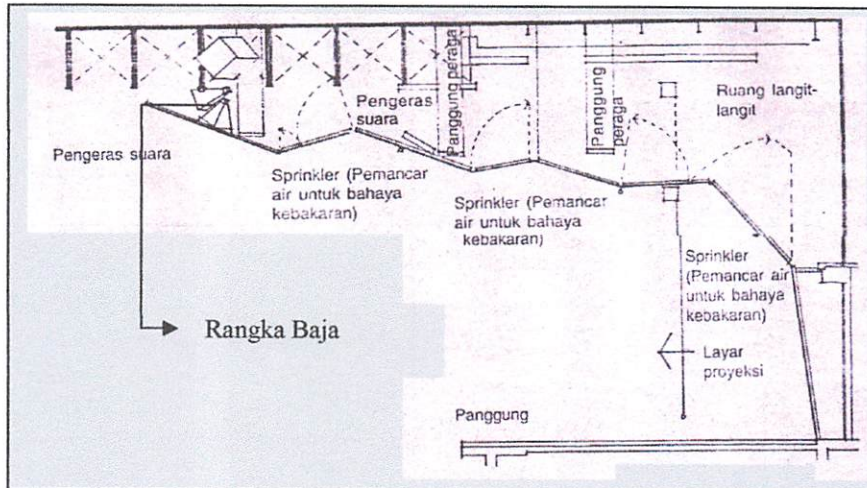 Panggung peraga
Pengeras
suara
Panggung
peraga
Ruang langit-
langit
Pengeras suara
Sprinkler (Pemancar
air untuk bahaya
kebakaran)
Sprinkler (Pemancar
air untuk bahaya
kebakaran)
Sprinkler
(Pemancar air
untuk bahaya
kebakaran)
Rangka Baja
Layar
proyeksi
Panggung